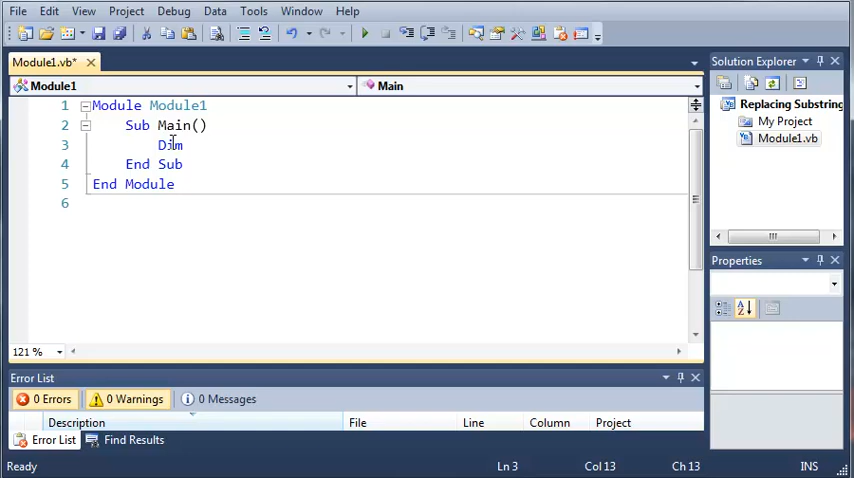 File Edit View Project Debug Data Tools Window Help
Module1.vb*
Module1 Main
1 Module Module1
2 Sub Main()
3 Dim
4 End Sub
5 End Module
6
121 %
Solution Explorer
Replacing Substring
My Project
Module1.vb
Properties
A
Z
Error List
0 Errors 0 Warnings 0 Messages
Description File Line Column Project
Error List Find Results
Ready Ln 3 Col 13 Ch 13 INS